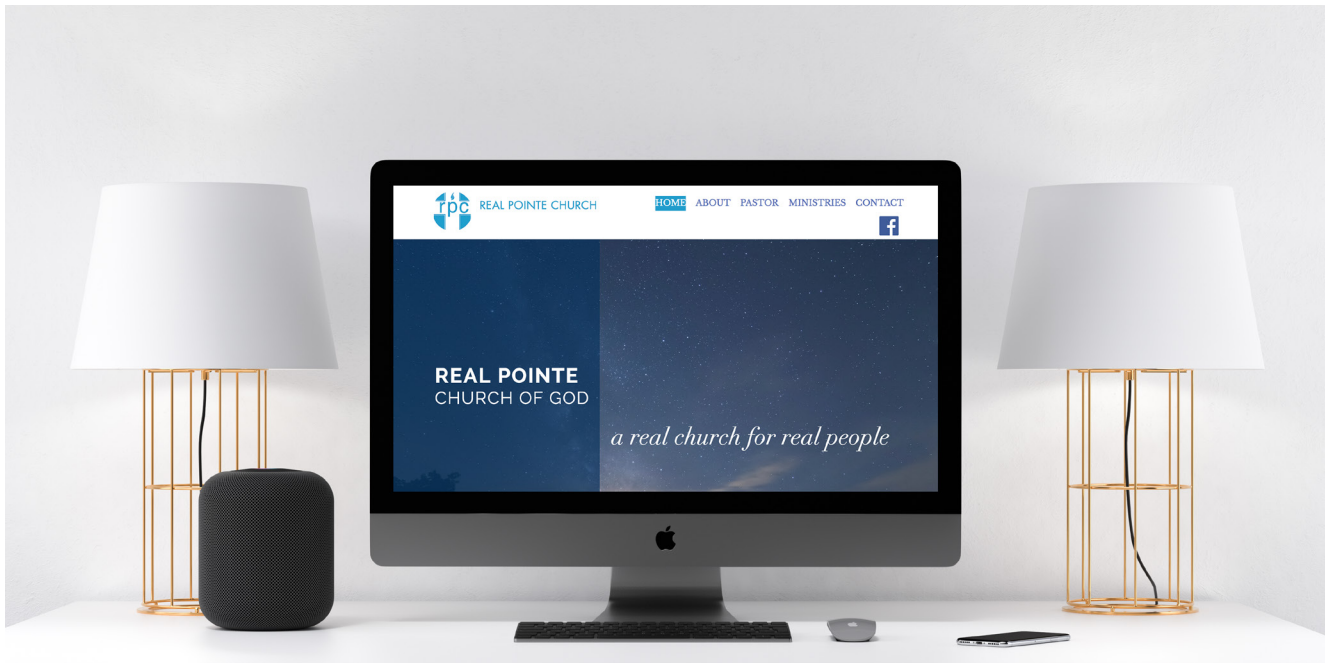 rpc REAL POINTE CHURCH
HOME ABOUT PASTOR MINISTRIES CONTACT
f
REAL POINTE
CHURCH OF GOD
a real church for real people